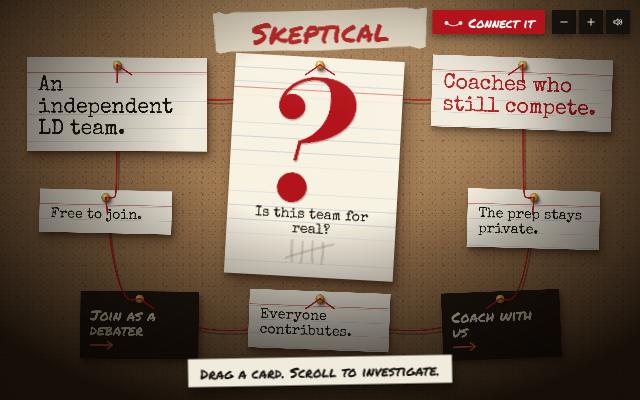 Skeptical
Connect it
An
independent
LD team.
Coaches who
still compete.
?
Is this team for
real?
Free to join.
The prep stays
private.
Join as a
debater
Everyone
contributes.
Coach with
us
Drag a card. Scroll to investigate.